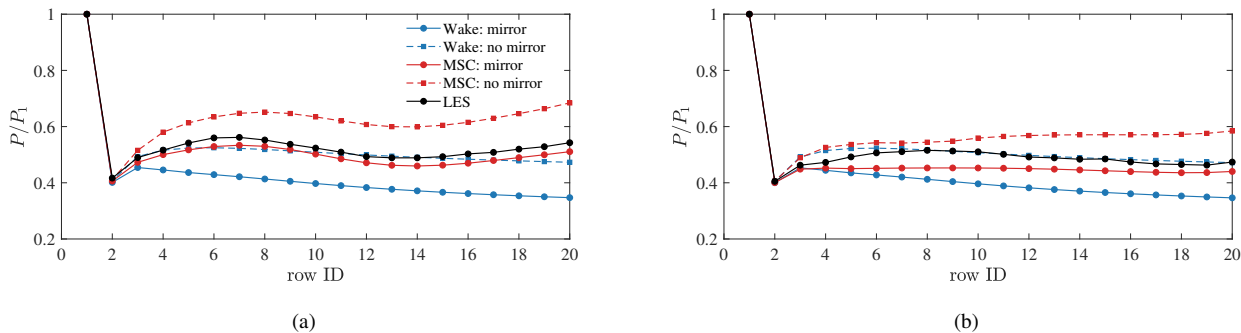 1
0.8
0.6
0.4
0.2
P/P1
0 2 4 6 8 10 12 14 16 18 20
row ID
Wake: mirror
Wake: no mirror
MSC: mirror
MSC: no mirror
LES
(a)
1
0.8
0.6
0.4
0.2
P/P1
0 2 4 6 8 10 12 14 16 18 20
row ID
(b)